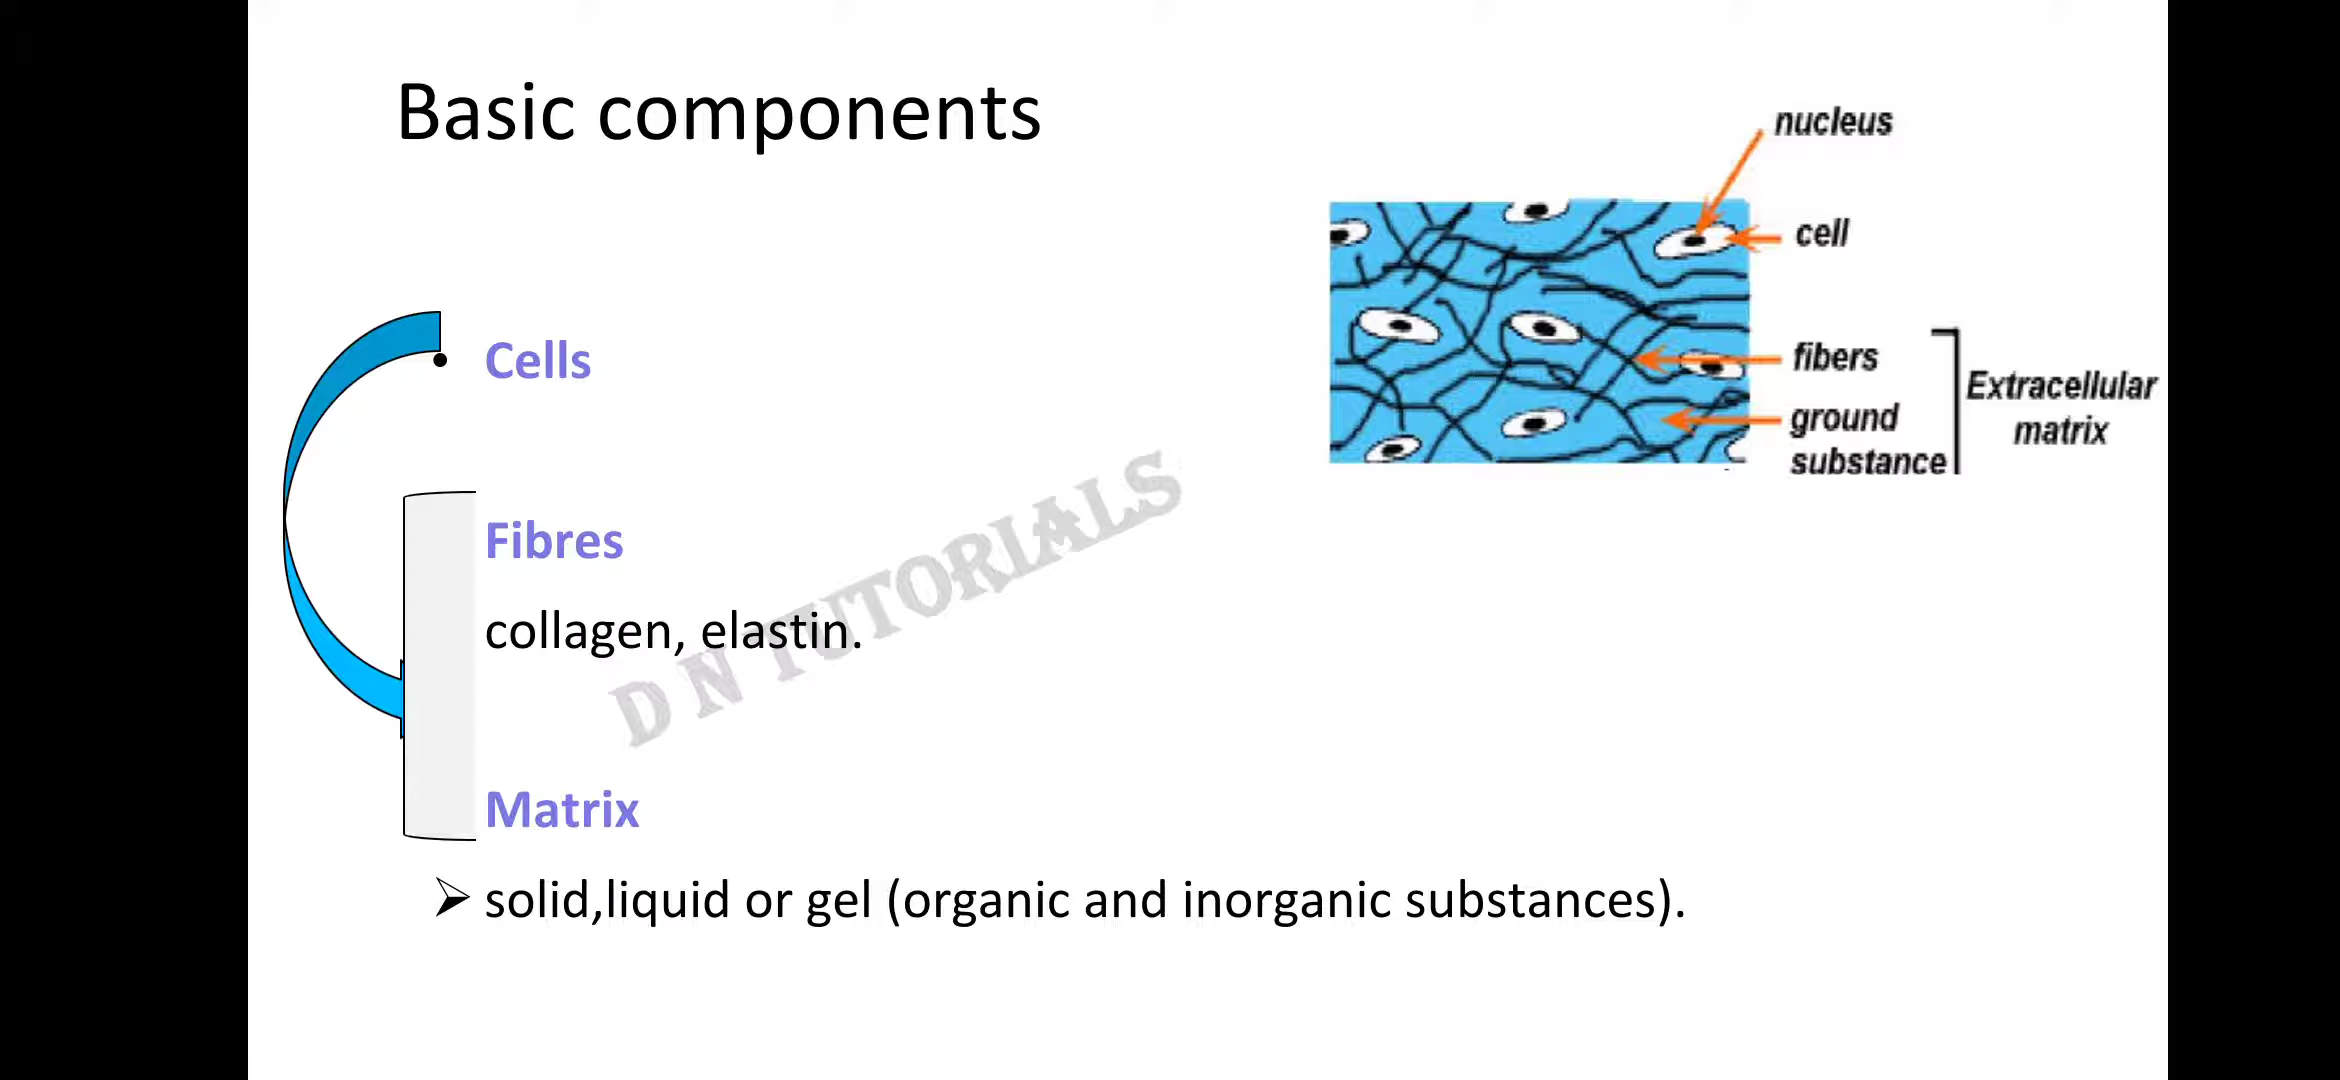 Basic components
nucleus
cell
fibers
ground
substance
Extracellular
matrix
• Cells
Fibres
collagen, elastin.
Matrix
➢ solid,liquid or gel (organic and inorganic substances).
D N TUTORIALS